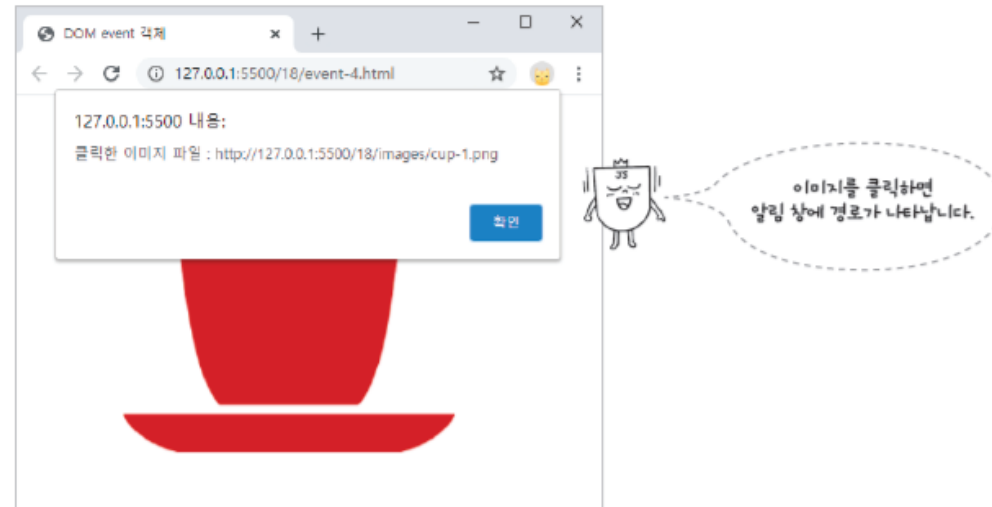 DOM event 객체
127.0.0.1:5500/18/event-4.html
127.0.0.1:5500 내용:
클릭한 이미지 파일 : http://127.0.0.1:5500/18/images/cup-1.png
확인
JS
이미지를 클릭하면
알림 창에 경로가 나타납니다.